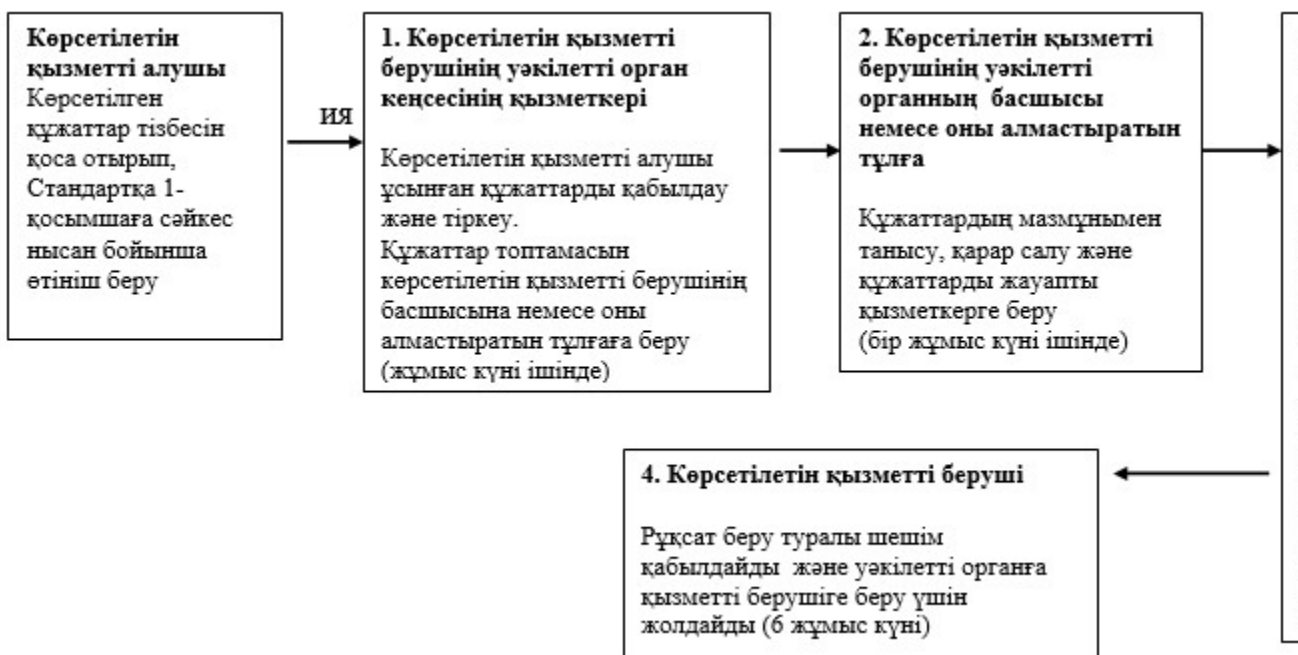 Көрсетілетін
қызметті алушы
Көрсетілген
құжаттар тізбесін
қоса отырып,
Стандартқа 1-
қосымшаға сәйкес
нысан бойынша
өтініш беру
ИЯ
1. Көрсетілетін қызметті
берушінің уәкілетті орган
кеңсесінің қызметкері
Көрсетілетін қызметті алушы
ұсынған құжаттарды қабылдау
және тіркеу.
Құжаттар топтамасын
көрсетілетін қызметті берушінің
басшысына немесе оны
алмастыратын тұлғаға беру
(жұмыс күні ішінде)
2. Көрсетілетін қызметті
берушінің уәкілетті
органның басшысы
немесе оны алмастыратын
тұлға
Құжаттардың мазмұнымен
танысу, қарар салу және
құжаттарды жауапты
қызметкерге беру
(бір жұмыс күні ішінде)
4. Көрсетілетін қызметті беруші
Рұқсат беру туралы шешім
қабылдайды және уәкілетті органға
қызметті берушіге беру үшін
жолдайды (6 жұмыс күні)